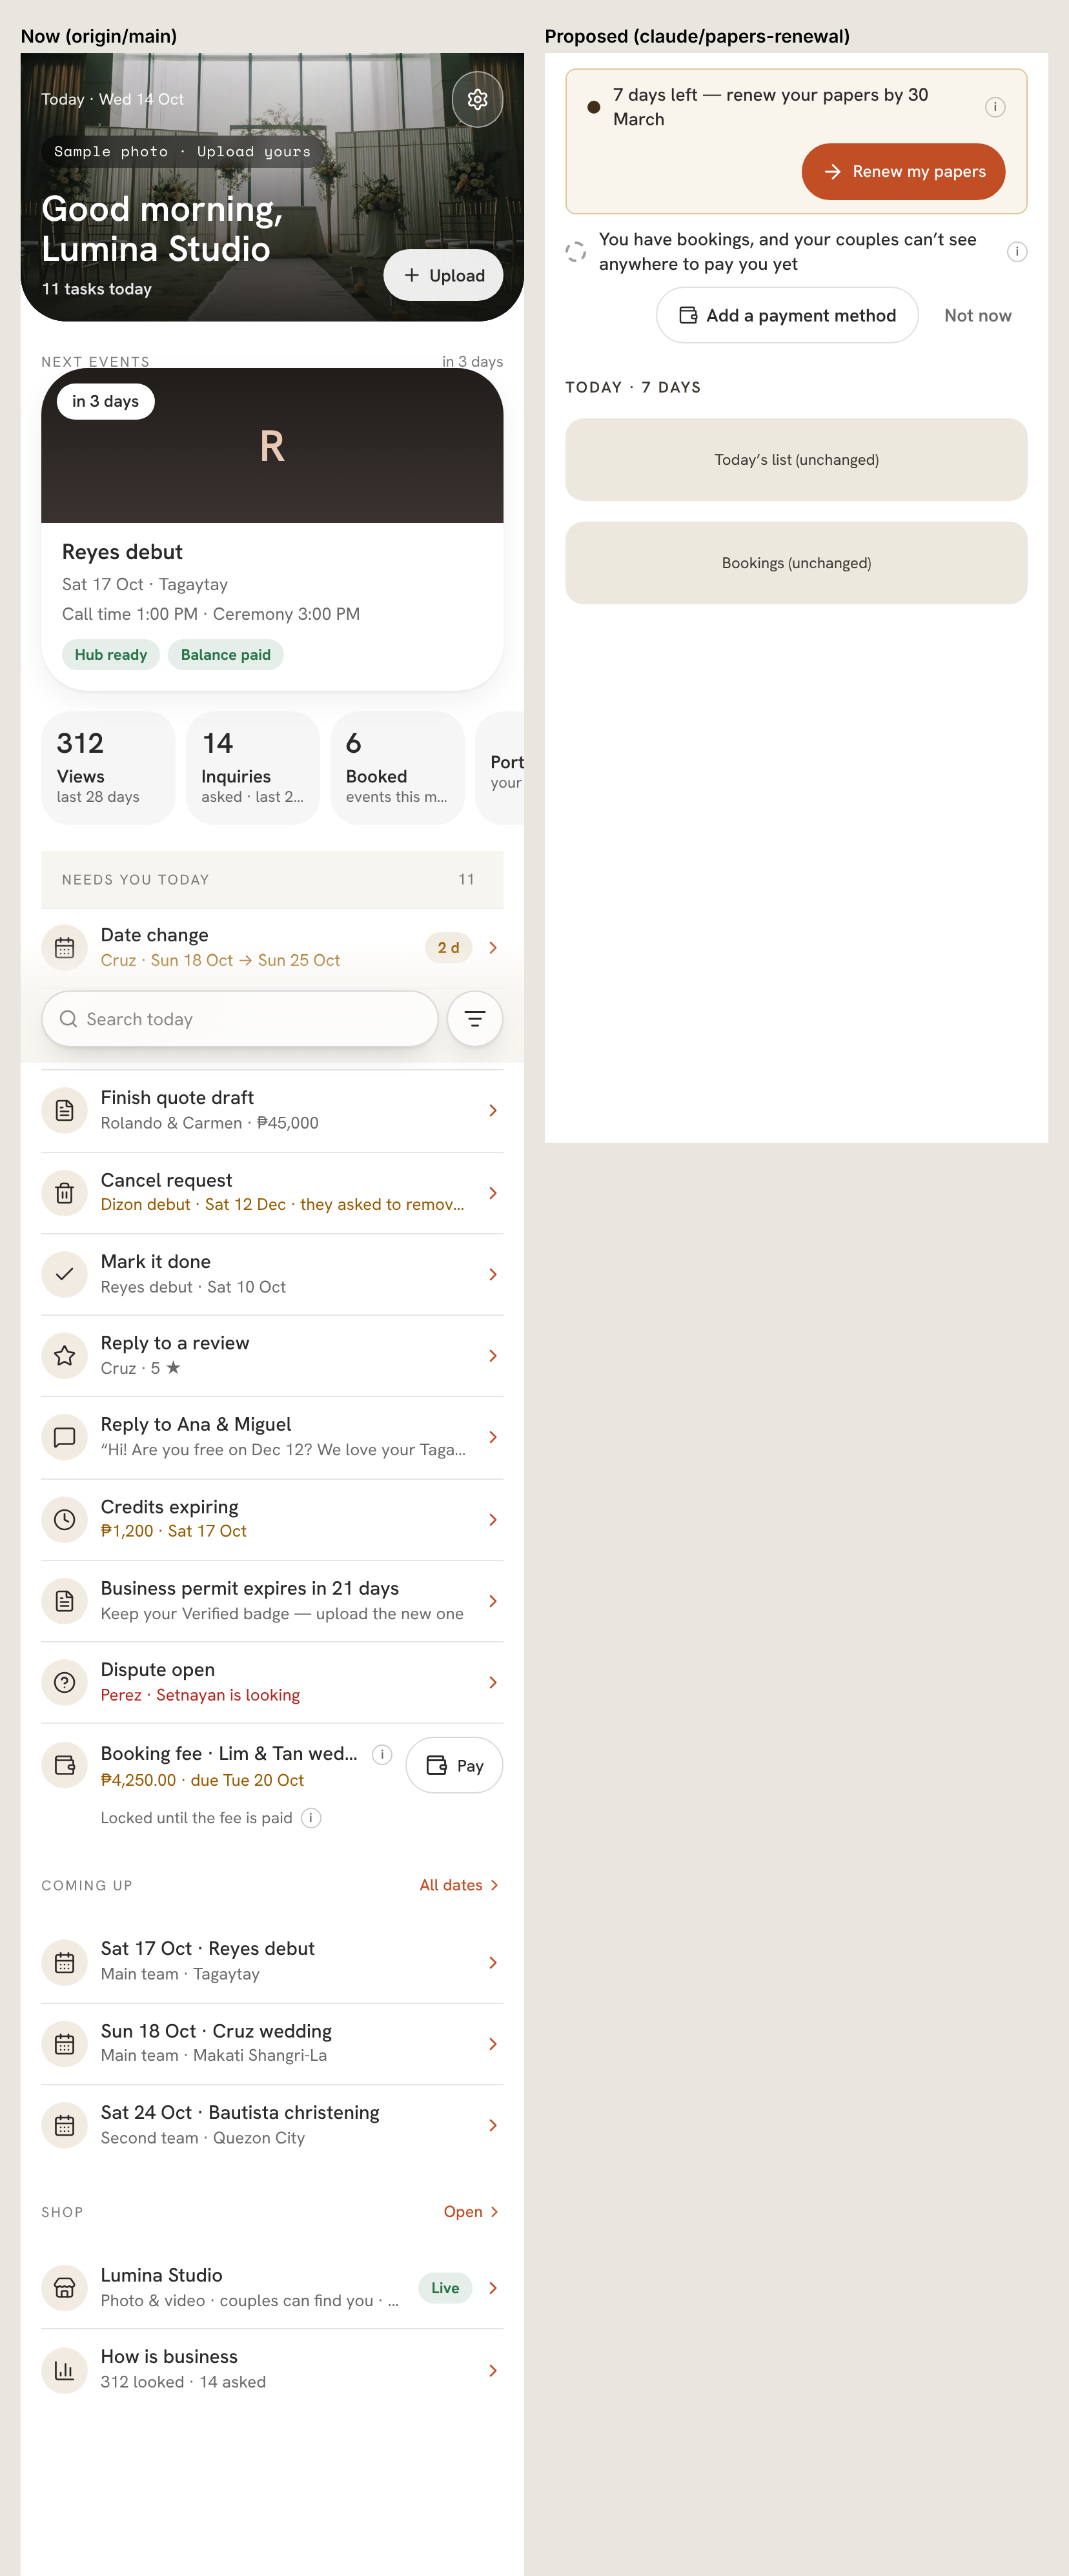 Now (origin/main)
Today · Wed 14 Oct
Sample photo · Upload yours
Good morning,
Lumina Studio
11 tasks today
Upload
NEXT EVENTS
in 3 days
in 3 days
R
Reyes debut
Sat 17 Oct · Tagaytay
Call time 1:00 PM · Ceremony 3:00 PM
Hub ready
Balance paid
312
Views
last 28 days
14
Inquiries
asked · last 2...
6
Booked
events this m...
Port
your
NEEDS YOU TODAY
11
Date change
Cruz · Sun 18 Oct → Sun 25 Oct
2 d
Search today
Finish quote draft
Rolando & Carmen · ₱45,000
Cancel request
Dizon debut · Sat 12 Dec · they asked to remov...
Mark it done
Reyes debut · Sat 10 Oct
Reply to a review
Cruz · 5 ★
Reply to Ana & Miguel
“Hi! Are you free on Dec 12? We love your Taga...
Credits expiring
₱1,200 · Sat 17 Oct
Business permit expires in 21 days
Keep your Verified badge — upload the new one
Dispute open
Perez · Setnayan is looking
Booking fee · Lim & Tan wed...
i
₱4,250.00 · due Tue 20 Oct
Pay
Locked until the fee is paid
i
COMING UP
All dates
Sat 17 Oct · Reyes debut
Main team · Tagaytay
Sun 18 Oct · Cruz wedding
Main team · Makati Shangri-La
Sat 24 Oct · Bautista christening
Second team · Quezon City
SHOP
Open
Lumina Studio
Photo & video · couples can find you · ...
Live
How is business
312 looked · 14 asked
Proposed (claude/papers-renewal)
7 days left — renew your papers by 30
March
i
Renew my papers
You have bookings, and your couples can’t see
anywhere to pay you yet
i
Add a payment method
Not now
TODAY · 7 DAYS
Today’s list (unchanged)
Bookings (unchanged)